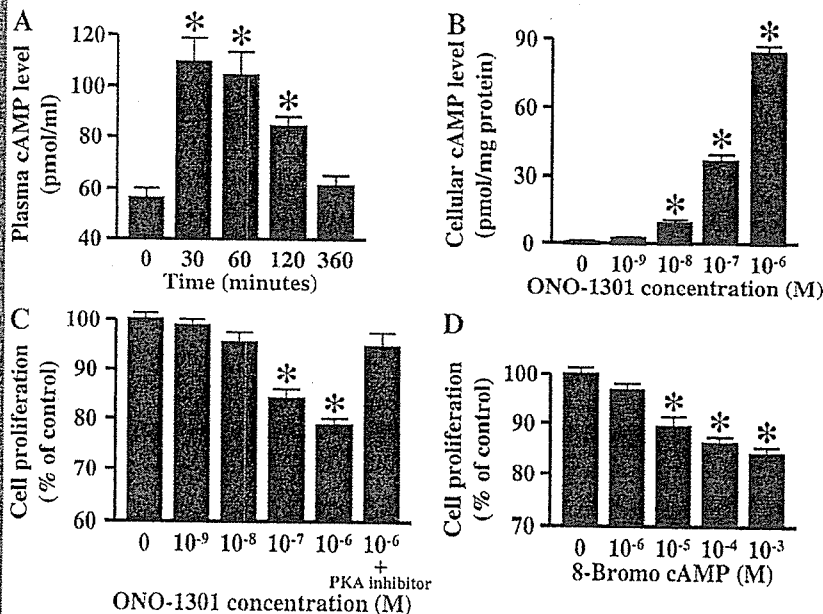 A
Plasma cAMP level
(pmol/ml)
120
100
80
60
40
* * *
0 30 60 120 360
Time (minutes)
B
Cellular cAMP level
(pmol/mg protein)
90
60
30
0
* * *
0 10⁻⁹ 10⁻⁸ 10⁻⁷ 10⁻⁶
ONO-1301 concentration (M)
C
Cell proliferation
(% of control)
100
90
80
70
60
* *
0 10⁻⁹ 10⁻⁸ 10⁻⁷ 10⁻⁶ 10⁻⁶
+
PKA inhibitor
ONO-1301 concentration (M)
D
Cell proliferation
(% of control)
100
90
80
70
* * *
0 10⁻⁶ 10⁻⁵ 10⁻⁴ 10⁻³
8-Bromo cAMP (M)